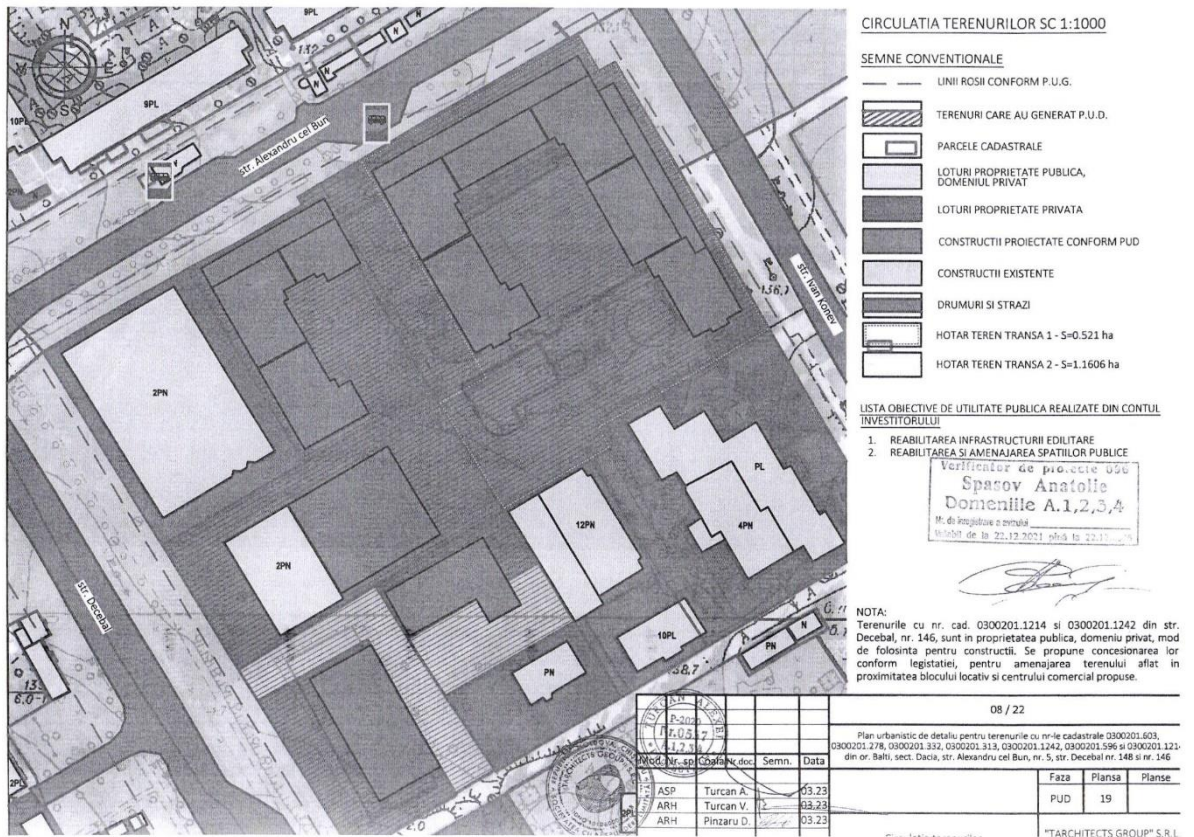 CIRCULATIA TERENURILOR SC 1:1000
SEMNE CONVENTIONALE
LINII ROSII CONFORM P.U.G.
TERENURI CARE AU GENERAT P.U.D.
PARCELE CADASTRALE
LOTURI PROPRIETATE PUBLICA,
DOMENIUL PRIVAT
LOTURI PROPRIETATE PRIVATA
CONSTRUCTII PROIECTATE CONFORM PUD
CONSTRUCTII EXISTENTE
DRUMURI SI STRAZI
HOTAR TEREN TRANSA 1 - S=0.521 ha
HOTAR TEREN TRANSA 2 - S=1.1606 ha
LISTA OBIECTIVE DE UTILITATE PUBLICA REALIZATE DIN CONTUL
INVESTITORULUI
1. REABILITAREA INFRASTRUCTURII EDILITARE
2. REABILITAREA SI AMENAJAREA SPATIILOR PUBLICE
Verificator de proiecte
Spasov Anatolie
Domeniile A.1,2,3,4
de la 22.12.2021 pînă la
NOTA:
Terenurile cu nr. cad. 0300201.1214 si 0300201.1242 din str.
Decebal, nr. 146, sunt in proprietatea publica, domeniu privat, mod
de folosinta pentru constructii. Se propune concesionarea lor
conform legistatiei, pentru amenajarea terenului aflat in
proximitatea blocului locativ si centrului comercial propuse.
08 / 22
Plan urbanistic de detaliu pentru terenurile cu nr-le cadastrale 0300201.603,
0300201.278, 0300201.332, 0300201.313, 0300201.1242, 0300201.596 si 0300201.121
din or. Balti, sect. Dacia, str. Alexandru cel Bun, nr. 5, str. Decebal nr. 148 si nr. 146
Semn. Data
Faza Plansa Planse
PUD 19
ASP Turcan A. 03.23
ARH Turcan V. 03.23
ARH Pinzaru D. 03.23
"TARCHITECTS GROUP" S.R.L
TURCAN ALEXEI
9PL
9PL
N
N
N
str. Alexandru cel Bun
str. Ivan Konev
str. Decebal
2PN
2PN
12PN
PL
4PN
10PL
PN
PN
N